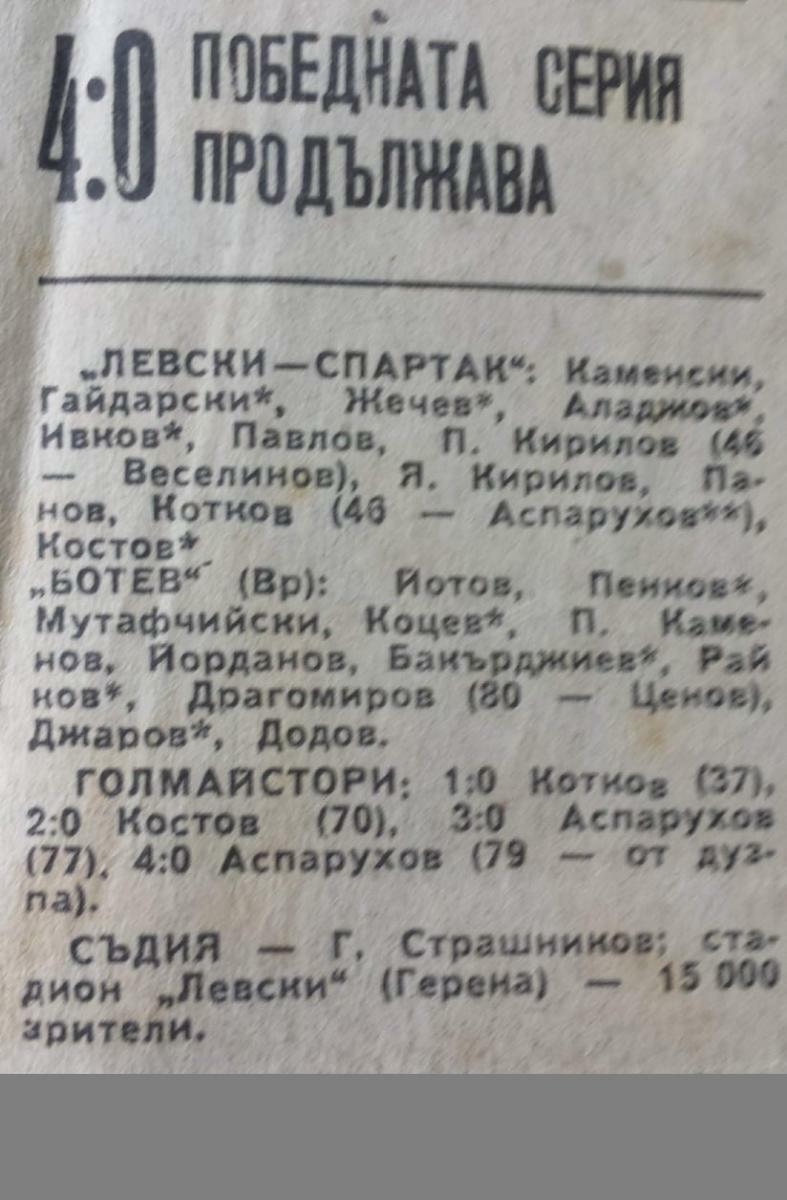 4:0 ПОБЕДНАТА СЕРИЯ
ПРОДЪЛЖАВА
„ЛЕВСКИ—СПАРТАК“: Каменски,
Гайдарски*, Жечев*, Аладжов*,
Ивков*, Павлов, П. Кирилов (46
— Веселинов), Я. Кирилов, Па-
нов, Котков (46 — Аспарухов**),
Костов*
„БОТЕВ“ (Вр): Йотов, Пенков*,
Мутафчийски, Коцев*, П. Каме-
нов, Йорданов, Бакърджиев*, Рай
ков*, Драгомиров (80 — Ценов),
Джаров*, Додов.
ГОЛМАЙСТОРИ: 1:0 Котков (37),
2:0 Костов (70), 3:0 Аспарухов
(77), 4:0 Аспарухов (79 — от дуз-
па).
СЪДИЯ — Г. Страшников; ста-
дион „Левски“ (Герена) — 15 000
зрители.